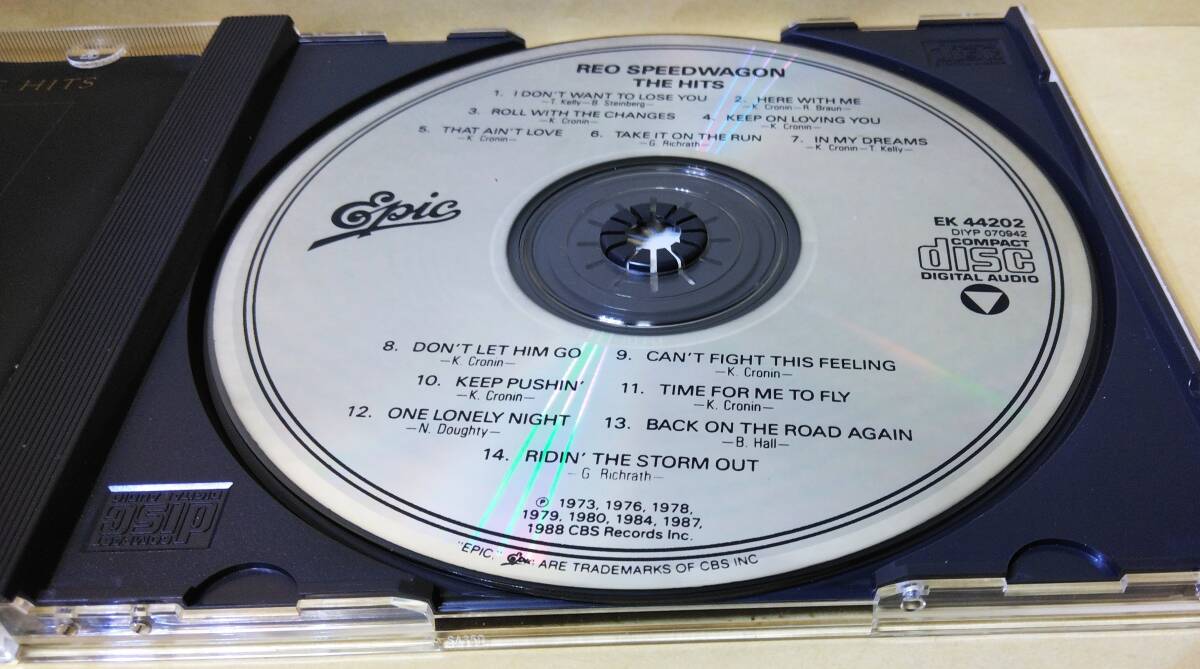 HITS
REO SPEEDWAGON
THE HITS
1. I DON'T WANT TO LOSE YOU
—T. Kelly—B. Steinberg—
2. HERE WITH ME
—K. Cronin—R. Braun—
3. ROLL WITH THE CHANGES
—K. Cronin—
4. KEEP ON LOVING YOU
—K. Cronin—
5. THAT AIN'T LOVE
—K. Cronin—
6. TAKE IT ON THE RUN
—G. Richrath—
7. IN MY DREAMS
—K. Cronin—T. Kelly—
Epic
EK 44202
DIYP 070942
COMPACT
disc
DIGITAL AUDIO
8. DON'T LET HIM GO
—K. Cronin—
9. CAN'T FIGHT THIS FEELING
—K. Cronin—
10. KEEP PUSHIN'
—K. Cronin—
11. TIME FOR ME TO FLY
—K. Cronin—
12. ONE LONELY NIGHT
—N. Doughty—
13. BACK ON THE ROAD AGAIN
—B. Hall—
14. RIDIN' THE STORM OUT
—G. Richrath—
℗ 1973, 1976, 1978,
1979, 1980, 1984, 1987,
1988 CBS Records Inc.
"EPIC," Epic ARE TRADEMARKS OF CBS INC
COMPACT
disc
DIGITAL AUDIO